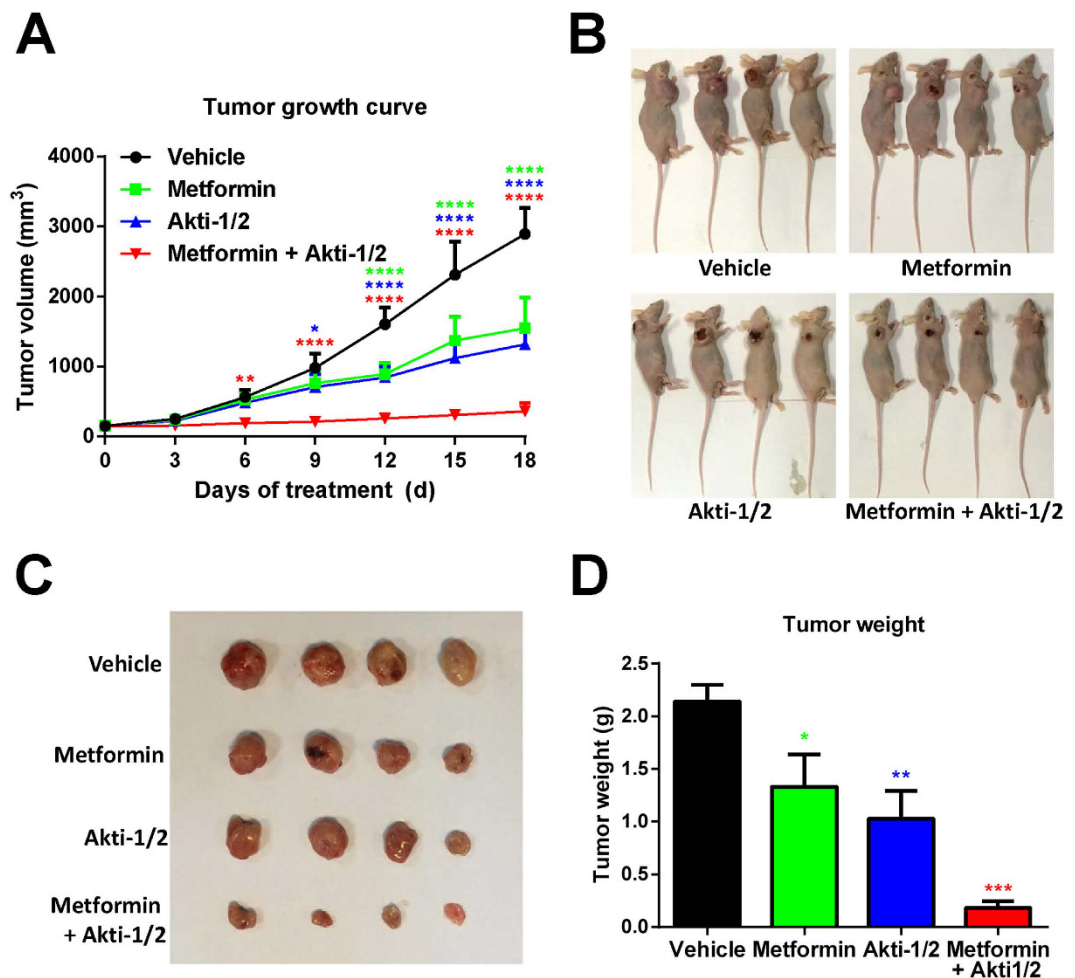 A
Tumor growth curve
Tumor volume (mm³)
4000
3000
2000
1000
0
Vehicle
Metformin
Akti-1/2
Metformin + Akti-1/2
**
*
****
****
****
****
****
****
****
****
****
****
0 3 6 9 12 15 18
Days of treatment (d)
B
Vehicle
Metformin
Akti-1/2
Metformin + Akti-1/2
C
Vehicle
Metformin
Akti-1/2
Metformin
+ Akti-1/2
D
Tumor weight
Tumor weight (g)
2.5
2.0
1.5
1.0
0.5
0.0
*
**
***
Vehicle Metformin Akti-1/2 Metformin
+ Akti1/2